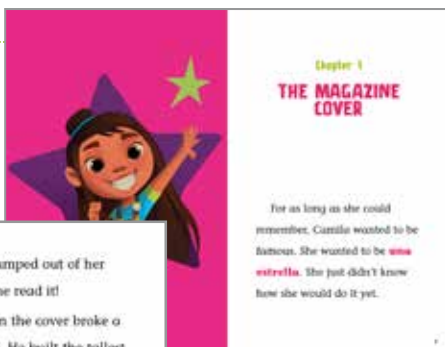 Chapter 1
THE MAGAZINE
COVER
For as long as she could
remember, Camila wanted to be
famous. She wanted to be una
estrella. She just didn't know
how she would do it yet.
umped out of her
e read it!
n the cover broke a
He built the tallest